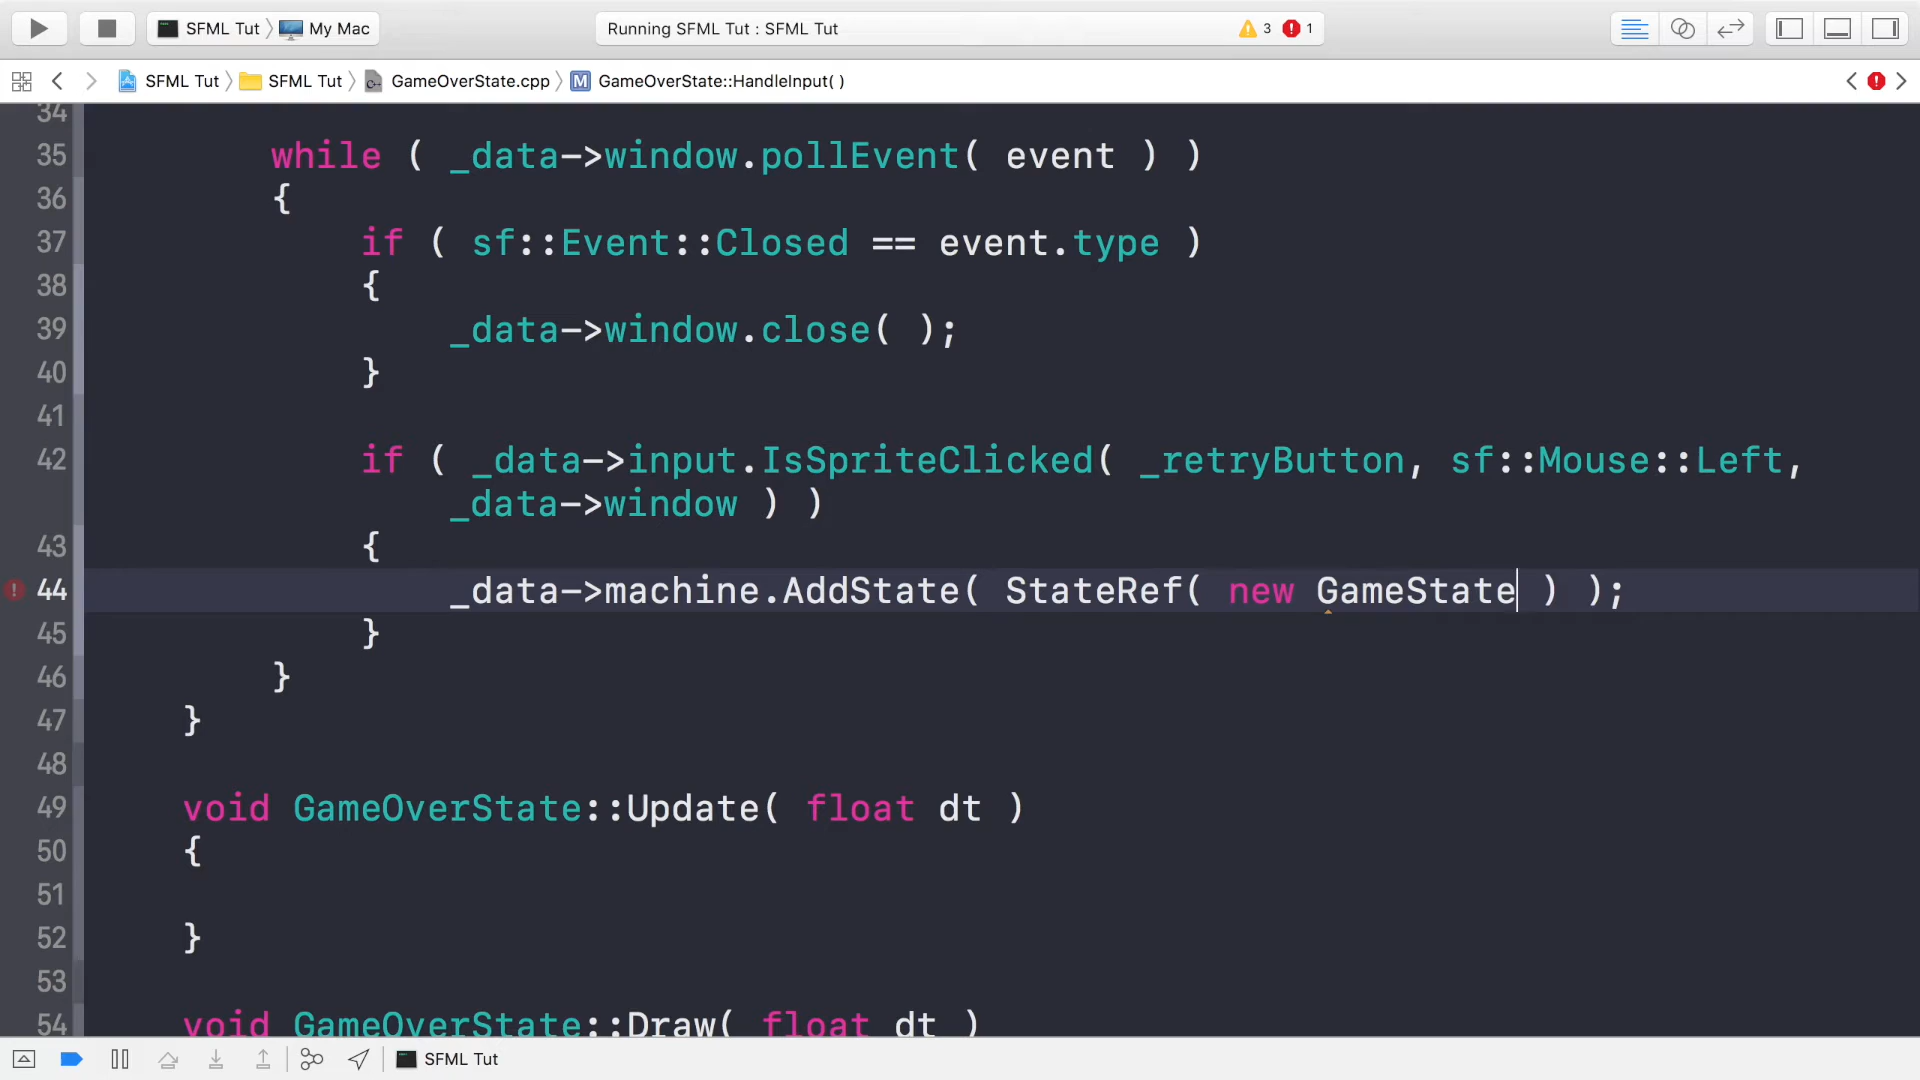 SFML Tut My Mac Running SFML Tut : SFML Tut 3 1
SFML Tut SFML Tut GameOverState.cpp M GameOverState::HandleInput( )
34
35 while ( _data->window.pollEvent( event ) )
36 {
37 if ( sf::Event::Closed == event.type )
38 {
39 _data->window.close( );
40 }
41
42 if ( _data->input.IsSpriteClicked( _retryButton, sf::Mouse::Left,
_data->window ) )
43 {
44 _data->machine.AddState( StateRef( new GameState ) );
45 }
46 }
47 }
48
49 void GameOverState::Update( float dt )
50 {
51
52 }
53
54 void GameOverState::Draw( float dt )
SFML Tut